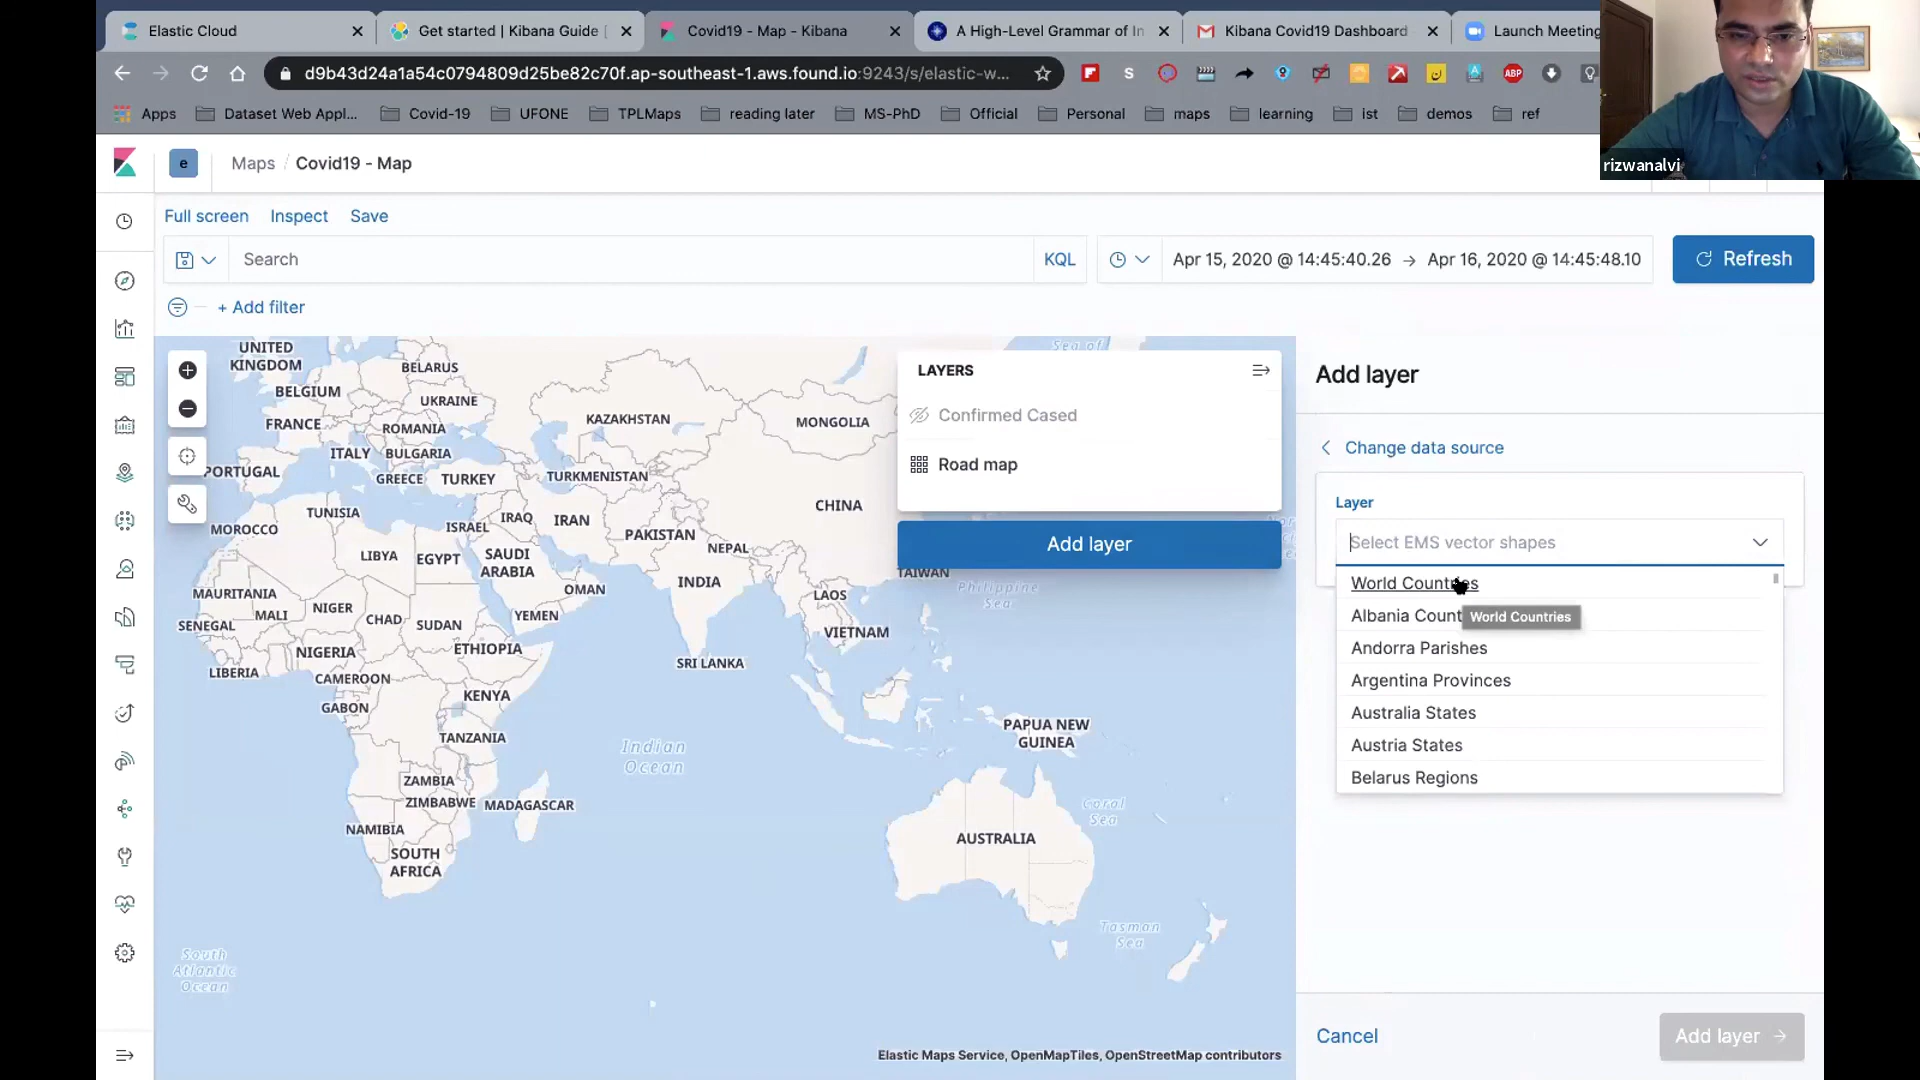 Elastic Cloud
Get started | Kibana Guide [
Covid19 - Map - Kibana
A High-Level Grammar of In
Kibana Covid19 Dashboard
Launch Meeting
d9b43d24a1a54c0794809d25be82c70f.ap-southeast-1.aws.found.io:9243/s/elastic-w...
S
ABP
Apps
Dataset Web Appl...
Covid-19
UFONE
TPLMaps
reading later
MS-PhD
Official
Personal
maps
learning
ist
demos
ref
rizwanalvi
e
Maps / Covid19 - Map
Full screen
Inspect
Save
Search
KQL
Apr 15, 2020 @ 14:45:40.26 → Apr 16, 2020 @ 14:45:48.10
Refresh
+ Add filter
LAYERS
Confirmed Cased
Road map
Add layer
Add layer
Change data source
Layer
Select EMS vector shapes
World Countries
Albania Count
World Countries
Andorra Parishes
Argentina Provinces
Australia States
Austria States
Belarus Regions
Cancel
Add layer →
UNITED
KINGDOM
BELARUS
BELGIUM
UKRAINE
FRANCE
ROMANIA
KAZAKHSTAN
MONGOLIA
ITALY
BULGARIA
PORTUGAL
GREECE
TURKEY
TURKMENISTAN
CHINA
TUNISIA
MOROCCO
ISRAEL
IRAQ
IRAN
PAKISTAN
NEPAL
LIBYA
EGYPT
SAUDI
ARABIA
TAIWAN
Sea of
Philippine
Sea
MAURITANIA
OMAN
INDIA
LAOS
MALI
NIGER
CHAD
SUDAN
YEMEN
SENEGAL
VIETNAM
NIGERIA
ETHIOPIA
LIBERIA
CAMEROON
SRI LANKA
GABON
KENYA
TANZANIA
PAPUA NEW
GUINEA
Indian
Ocean
ZAMBIA
ZIMBABWE
MADAGASCAR
Coral
Sea
NAMIBIA
AUSTRALIA
SOUTH
AFRICA
Tasman
Sea
South
Atlantic
Ocean
Elastic Maps Service, OpenMapTiles, OpenStreetMap contributors